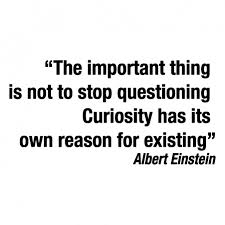 “The important thing
is not to stop questioning
Curiosity has its
own reason for existing”
Albert Einstein